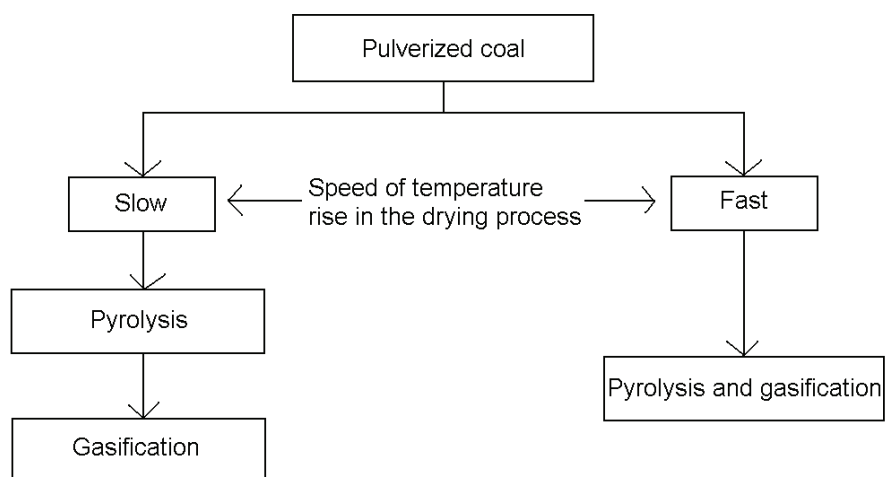 Pulverized coal
Slow
Speed of temperature
rise in the drying process
Fast
Pyrolysis
Pyrolysis and gasification
Gasification